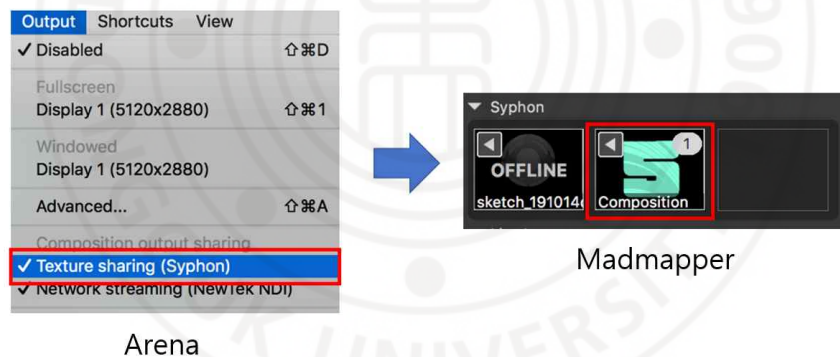 Output Shortcuts View
✓ Disabled ⇧⌘D
Fullscreen
Display 1 (5120x2880) ⇧⌘1
Windowed
Display 1 (5120x2880)
Advanced... ⇧⌘A
Composition output sharing
✓ Texture sharing (Syphon)
✓ Network streaming (NewTek NDI)
Arena
▼ Syphon
1
OFFLINE
sketch_191014
Composition
Madmapper